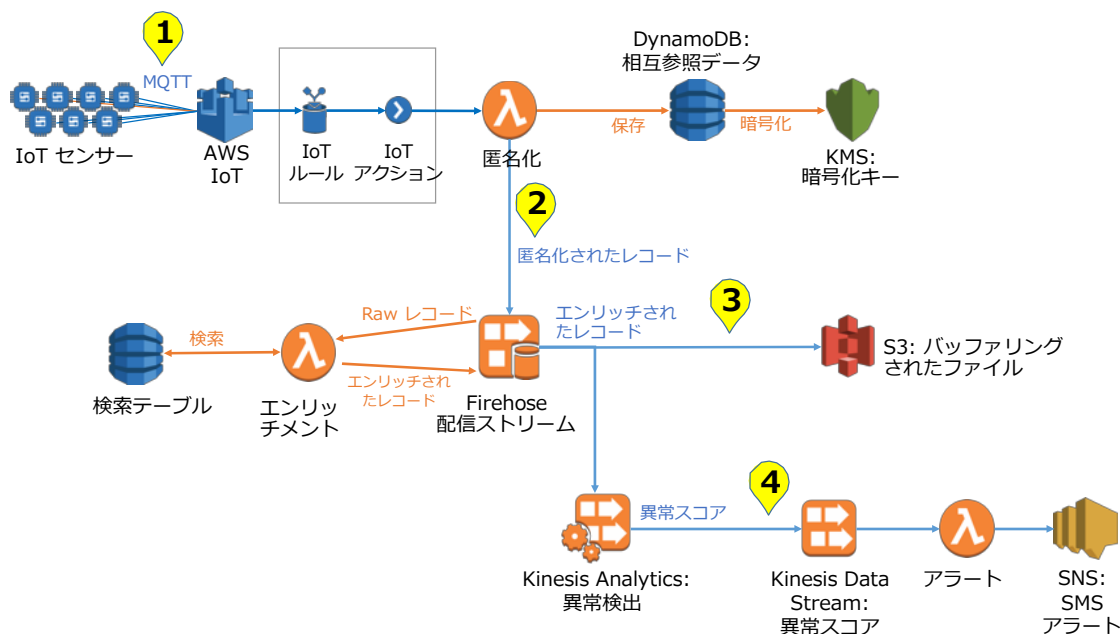 1
MQTT
IoT センサー
AWS
IoT
IoT
ルール
IoT
アクション
匿名化
保存
DynamoDB:
相互参照データ
暗号化
KMS:
暗号化キー
2
匿名化されたレコード
Raw レコード
エンリッチされ
たレコード
3
検索
検索テーブル
エンリッ
チメント
エンリッチされ
たレコード
Firehose
配信ストリーム
S3: バッファリング
されたファイル
4
異常スコア
Kinesis Analytics:
異常検出
Kinesis Data
Stream:
異常スコア
アラート
SNS:
SMS
アラート